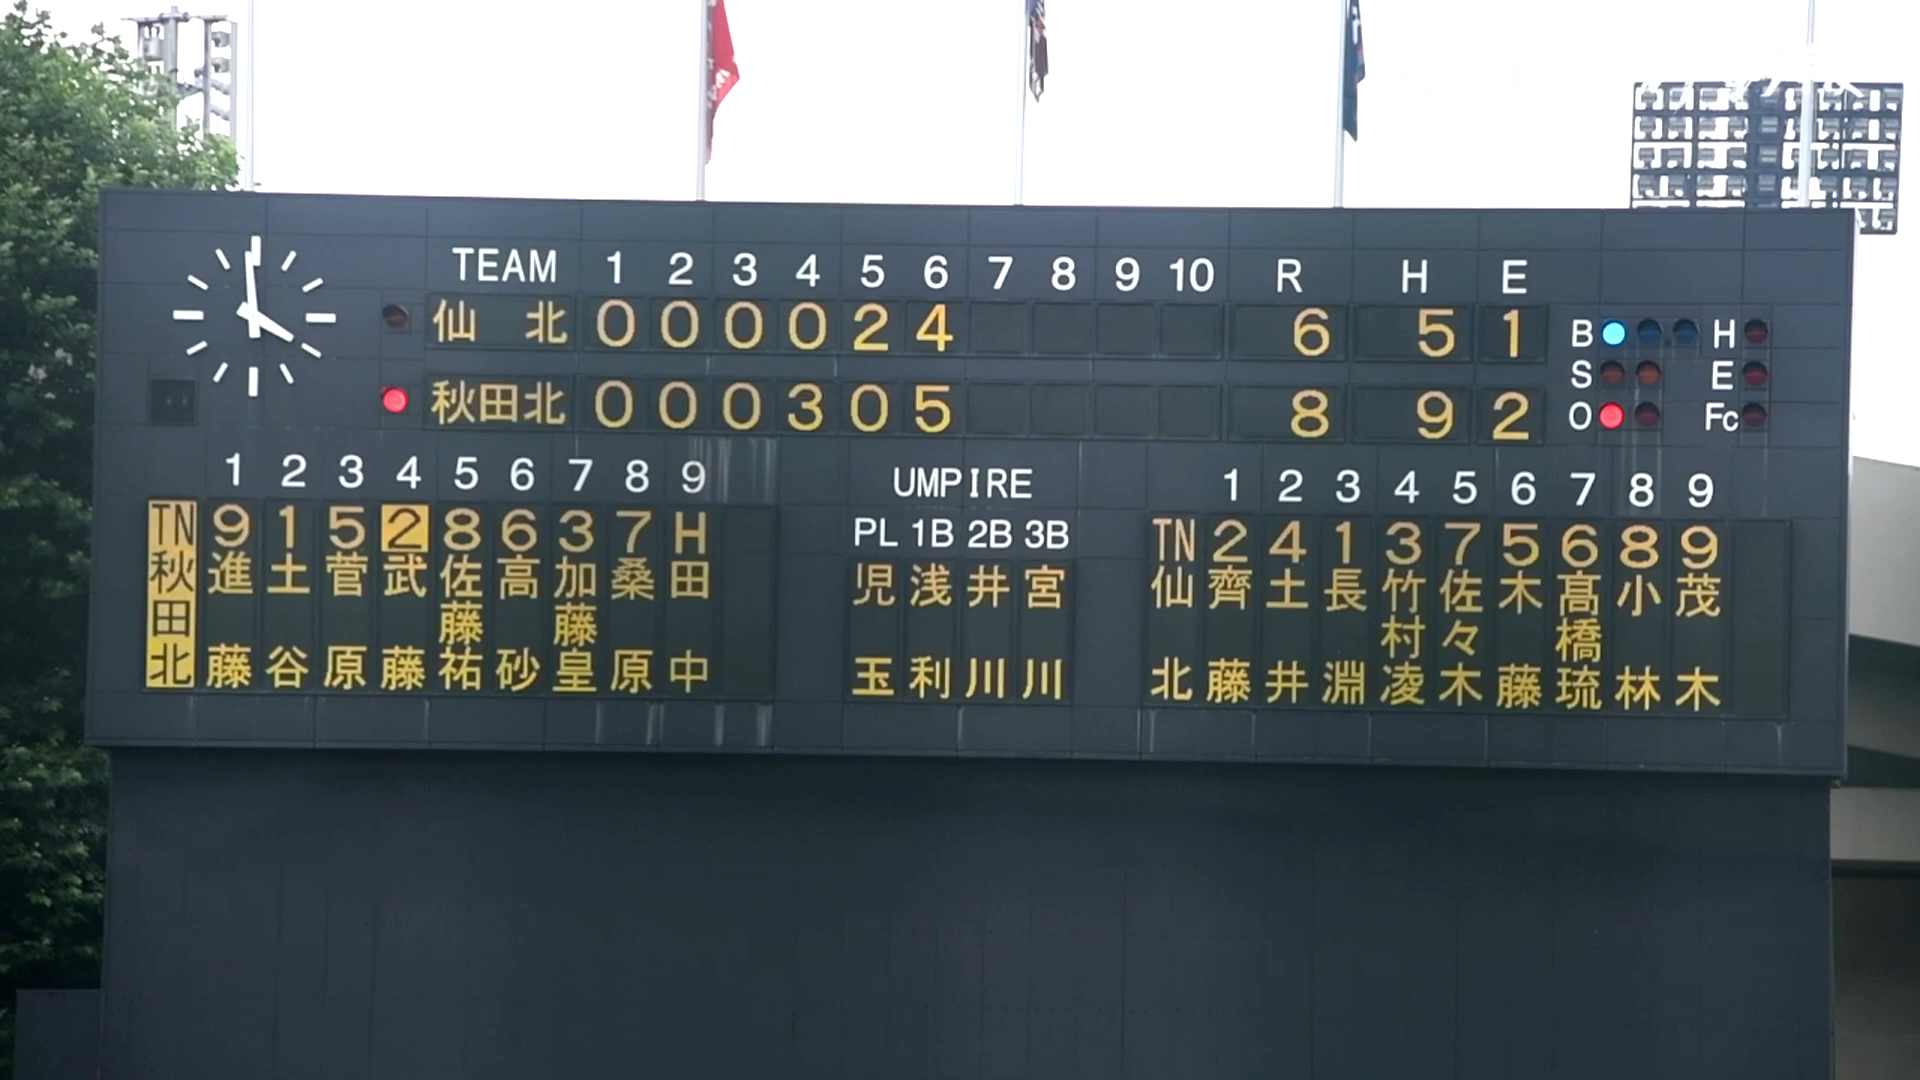 TEAM 1 2 3 4 5 6 7 8 9 10 R H E
仙北 0 0 0 0 2 4 6 5 1
秋田北 0 0 0 3 0 5 8 9 2
B H
S E
O Fc
1 2 3 4 5 6 7 8 9
TN 9 1 5 2 8 6 3 7 H
秋田北 進藤 土谷 菅原 武藤 佐藤祐 高砂 加藤皇 桑原 田中
UMPIRE
PL 1B 2B 3B
児玉 浅利 井川 宮川
1 2 3 4 5 6 7 8 9
TN 2 4 1 3 7 5 6 8 9
仙北 齊藤 土井 長淵 竹村凌 佐々木 木藤 髙橋琉 小林 茂木